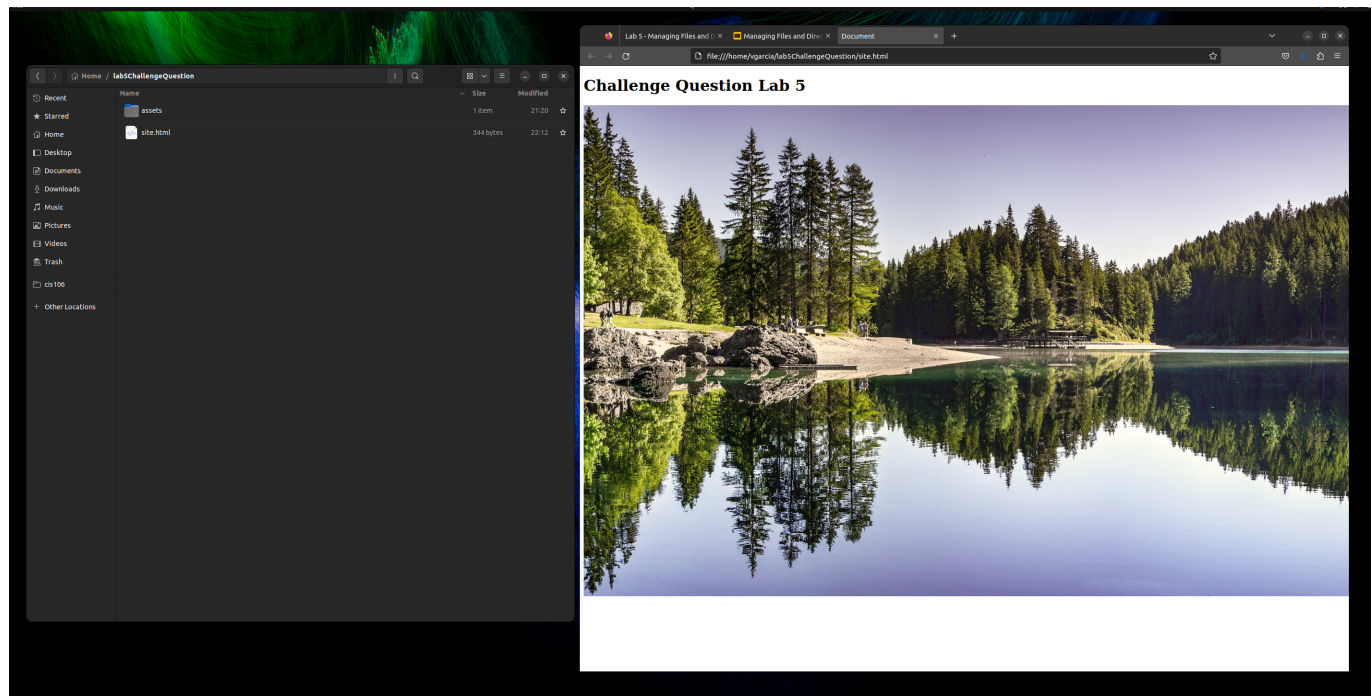 Home / lab5ChallengeQuestion
Name Size Modified
Recent
Starred
Home
Desktop
Documents
Downloads
Music
Pictures
Videos
Trash
cis106
+ Other Locations
assets 1 item 21:20
site.html 344 bytes 22:12
Lab 5 - Managing Files and D × Managing Files and Direc × Document × +
file:///home/vgarcia/lab5ChallengeQuestion/site.html
Challenge Question Lab 5